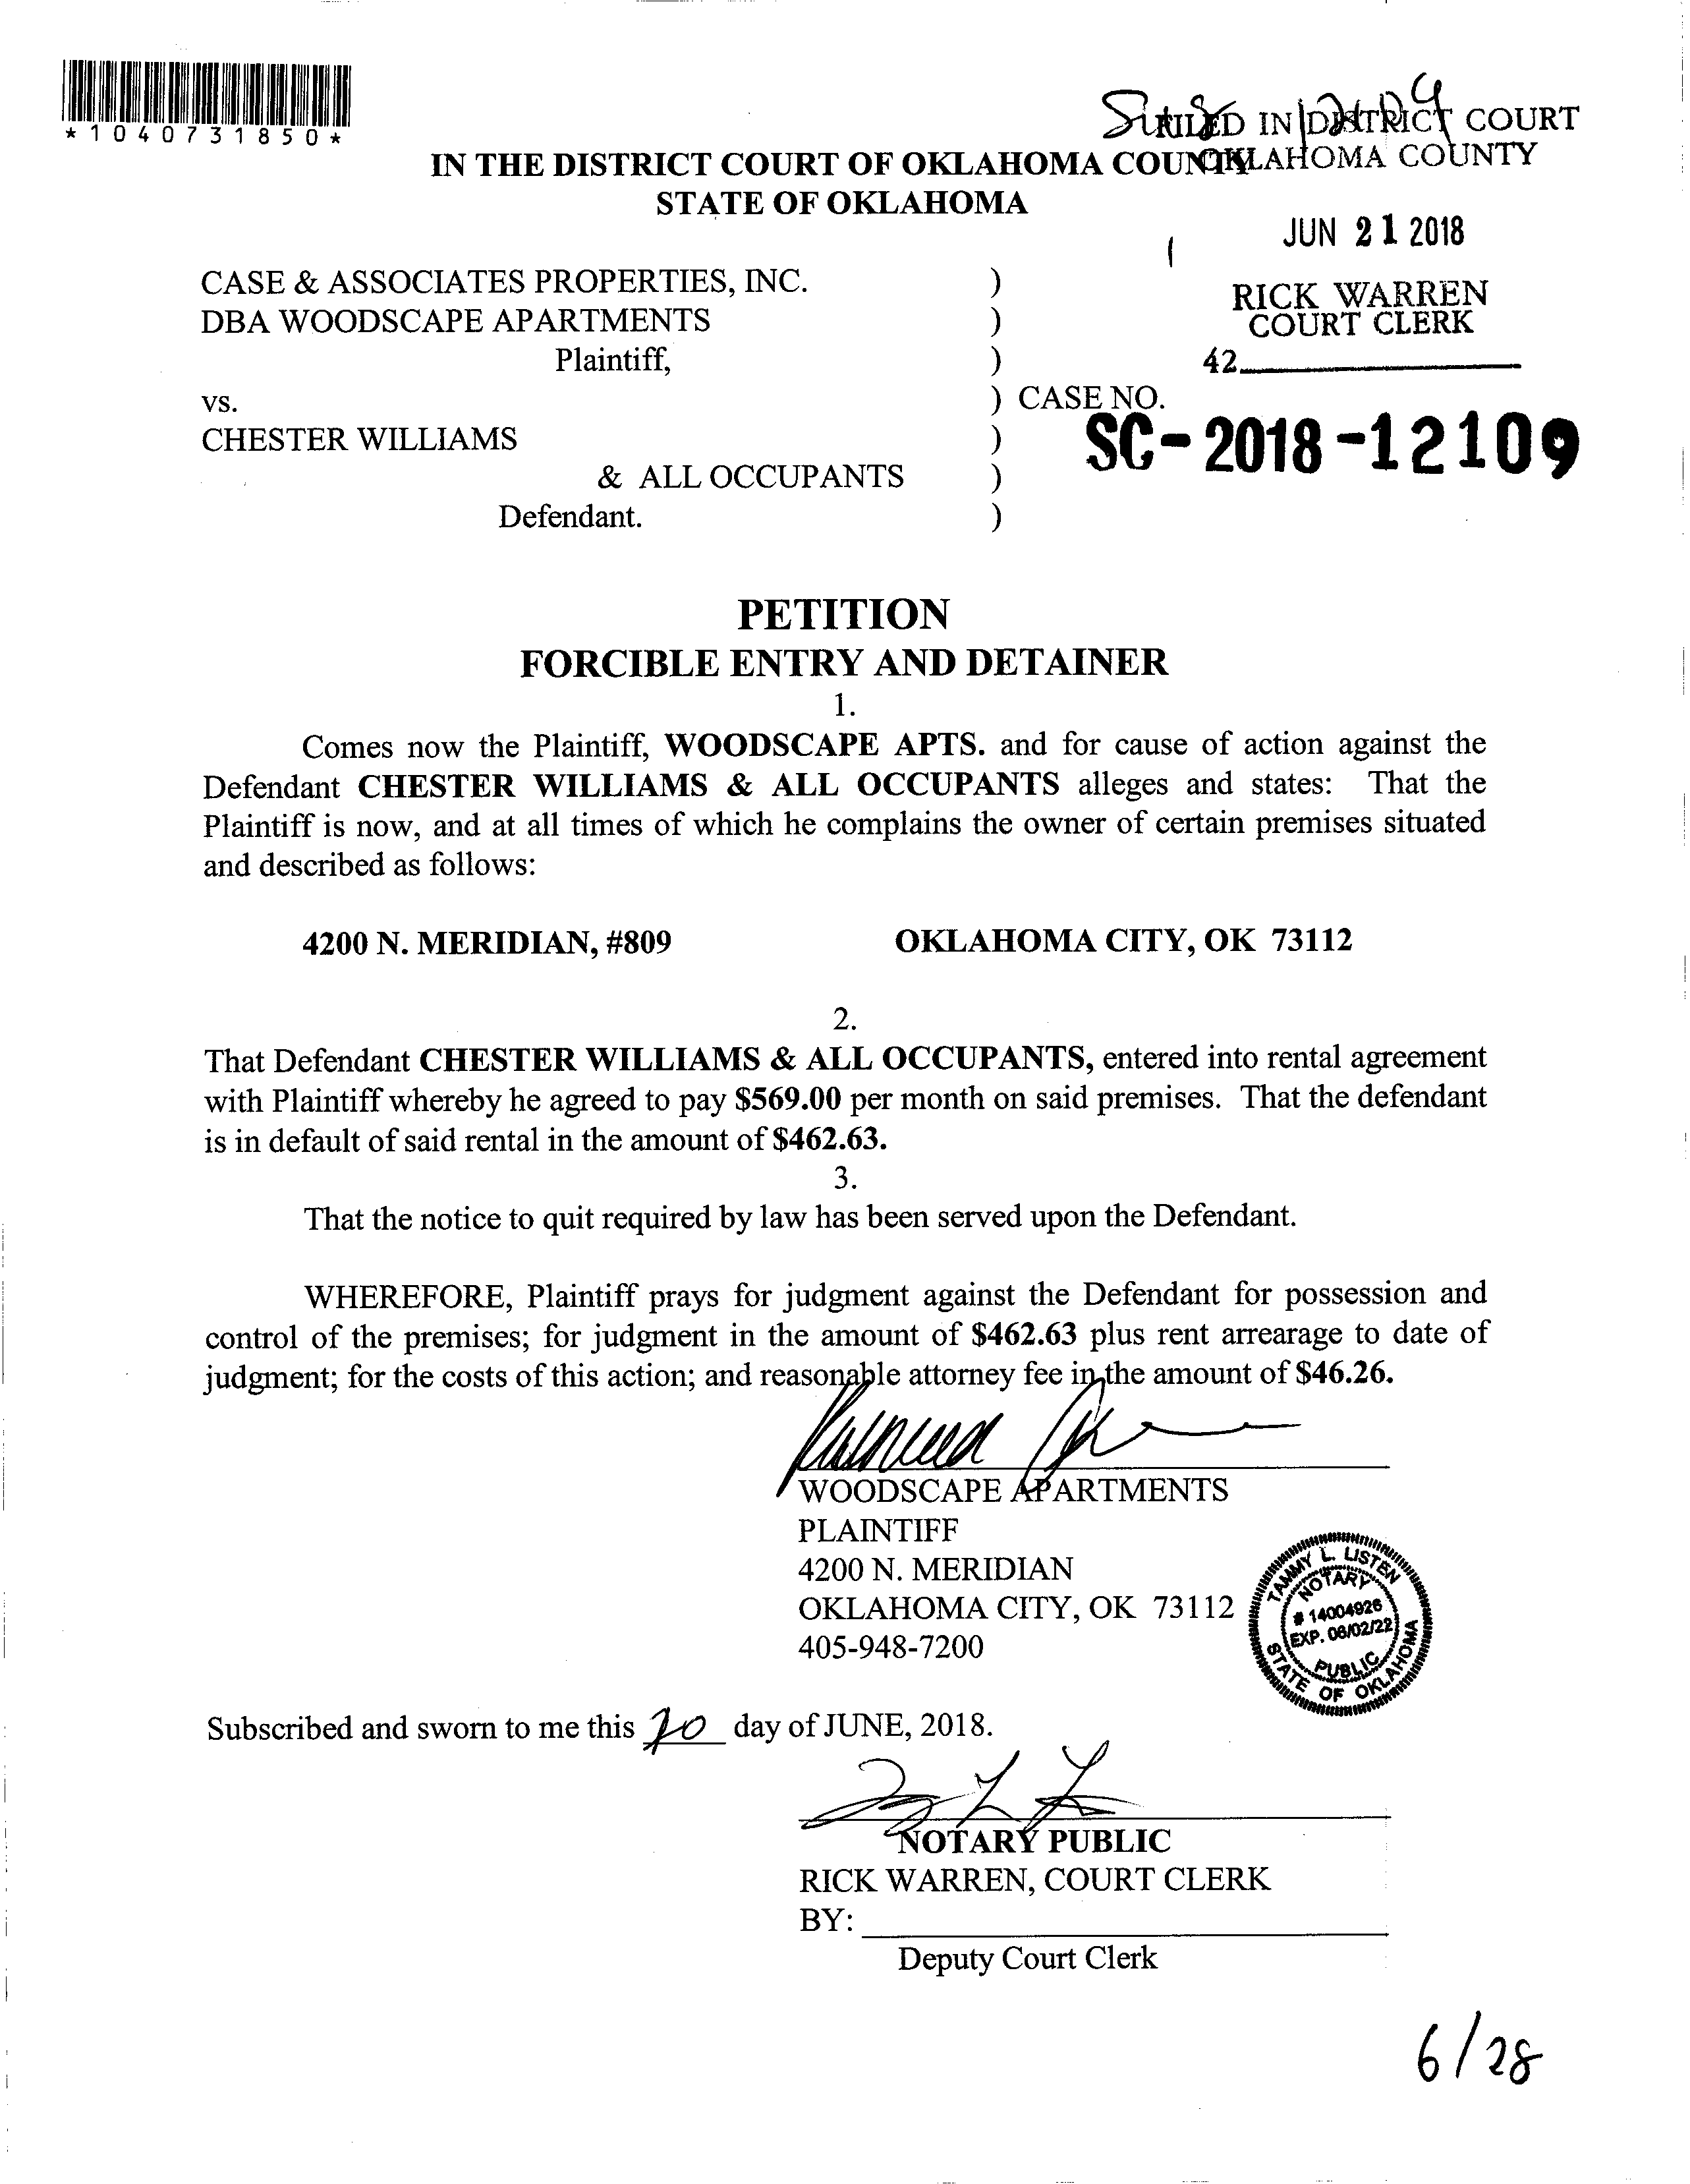 *1040731850*
FILED IN DISTRICT COURT
OKLAHOMA COUNTY
IN THE DISTRICT COURT OF OKLAHOMA COUNTY
STATE OF OKLAHOMA
JUN 21 2018
RICK WARREN
COURT CLERK
42
CASE & ASSOCIATES PROPERTIES, INC. )
DBA WOODSCAPE APARTMENTS )
Plaintiff, )
vs. ) CASE NO.
SC-2018-12109
CHESTER WILLIAMS )
& ALL OCCUPANTS )
Defendant. )
PETITION
FORCIBLE ENTRY AND DETAINER
1.
Comes now the Plaintiff, WOODSCAPE APTS. and for cause of action against the
Defendant CHESTER WILLIAMS & ALL OCCUPANTS alleges and states: That the
Plaintiff is now, and at all times of which he complains the owner of certain premises situated
and described as follows:
4200 N. MERIDIAN, #809 OKLAHOMA CITY, OK 73112
2.
That Defendant CHESTER WILLIAMS & ALL OCCUPANTS, entered into rental agreement
with Plaintiff whereby he agreed to pay $569.00 per month on said premises. That the defendant
is in default of said rental in the amount of $462.63.
3.
That the notice to quit required by law has been served upon the Defendant.
WHEREFORE, Plaintiff prays for judgment against the Defendant for possession and
control of the premises; for judgment in the amount of $462.63 plus rent arrearage to date of
judgment; for the costs of this action; and reasonable attorney fee in the amount of $46.26.
WOODSCAPE APARTMENTS
PLAINTIFF
4200 N. MERIDIAN
OKLAHOMA CITY, OK 73112
405-948-7200
TAMMY L. LISTEN
NOTARY
# 14004926
EXP. 06/02/22
PUBLIC
STATE OF OKLAHOMA
Subscribed and sworn to me this 20 day of JUNE, 2018.
NOTARY PUBLIC
RICK WARREN, COURT CLERK
BY:
Deputy Court Clerk
6/28